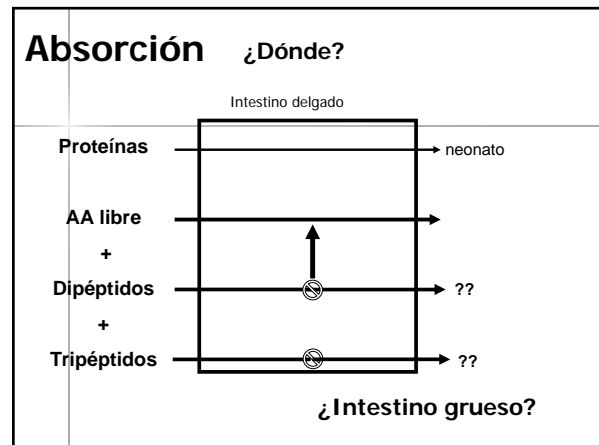 Absorción ¿Dónde?
Intestino delgado
Proteínas neonato
AA libre
+
Dipéptidos ??
+
Tripéptidos ??
¿Intestino grueso?